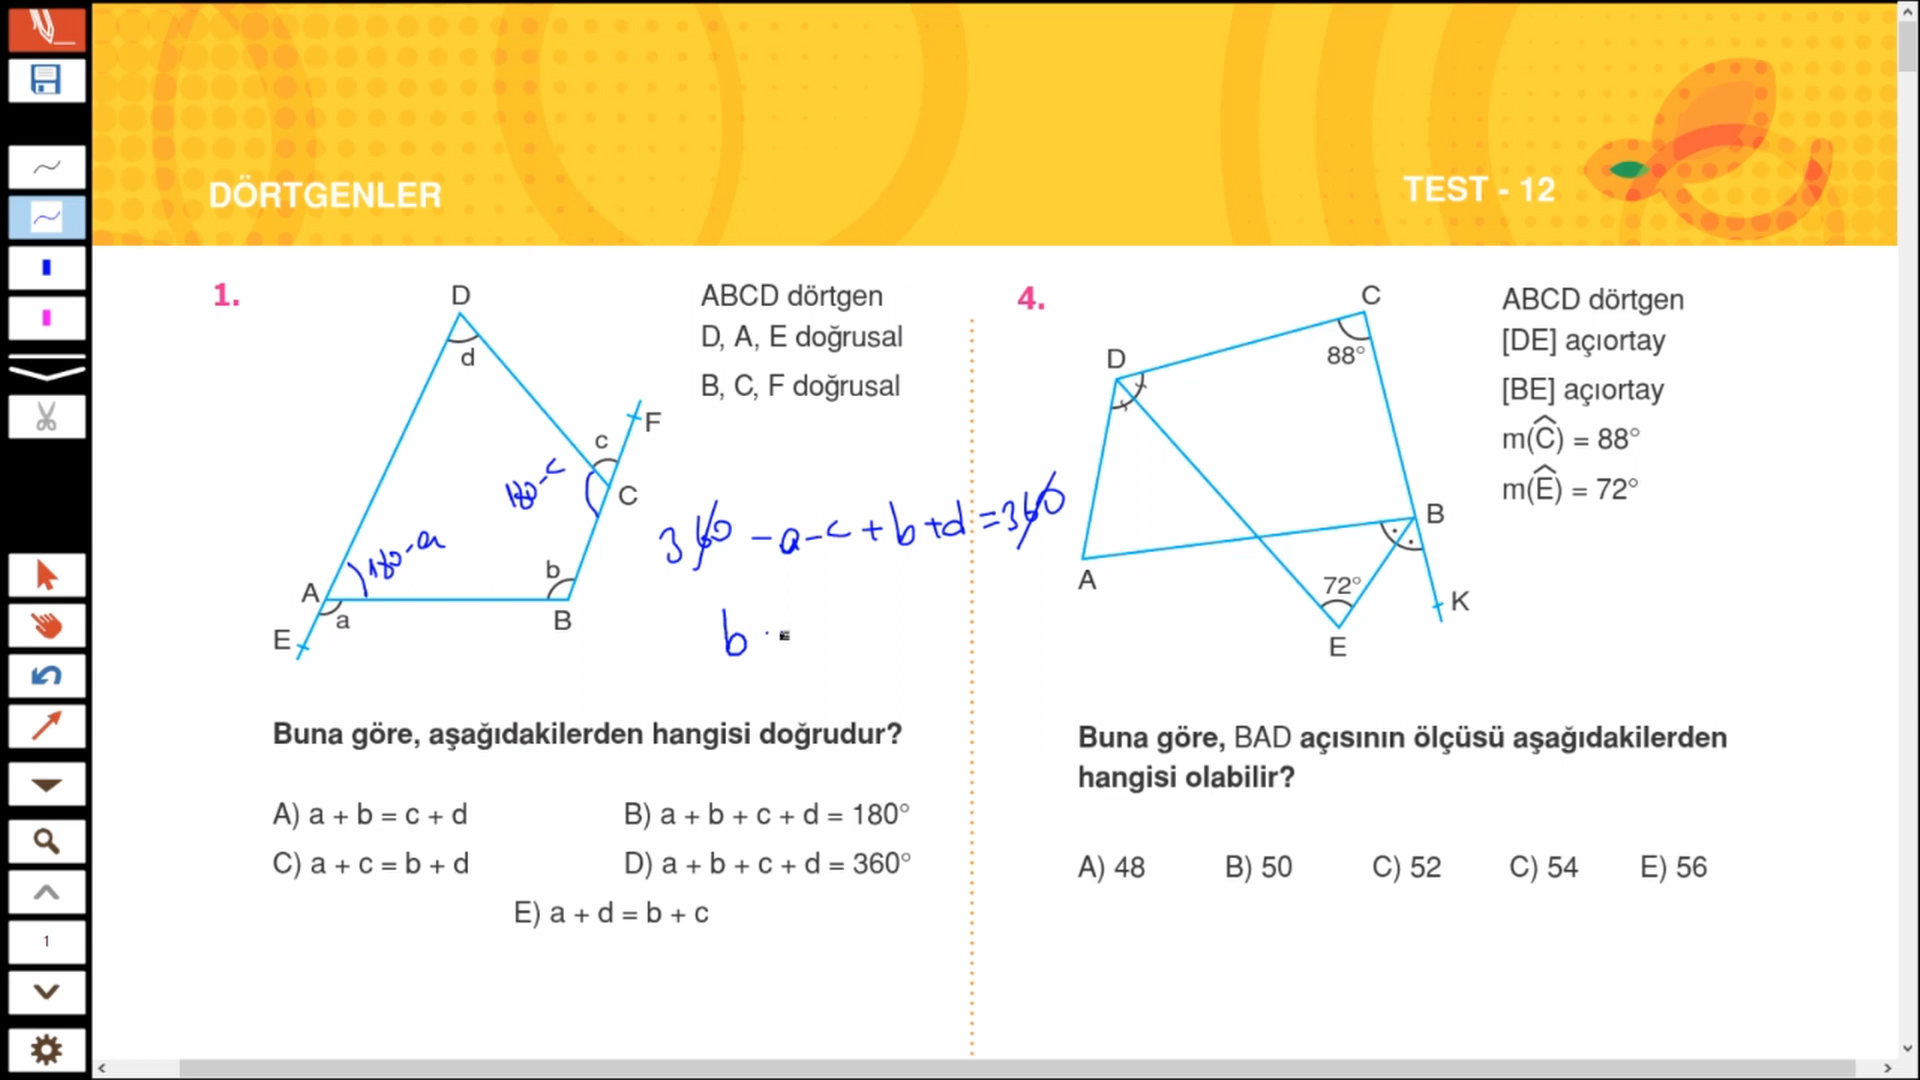 DÖRTGENLER
TEST - 12
1.
D
d
c
F
C
b
A
a
B
E
180-c
180-a
ABCD dörtgen
D, A, E doğrusal
B, C, F doğrusal
360 - a - c + b + d = 360
b
Buna göre, aşağıdakilerden hangisi doğrudur?
A) a + b = c + d
B) a + b + c + d = 180°
C) a + c = b + d
D) a + b + c + d = 360°
E) a + d = b + c
4.
C
88°
D
B
A
72°
K
E
ABCD dörtgen
[DE] açıortay
[BE] açıortay
m(Ĉ) = 88°
m(Ê) = 72°
Buna göre, BAD açısının ölçüsü aşağıdakilerden
hangisi olabilir?
A) 48 B) 50 C) 52 C) 54 E) 56
1